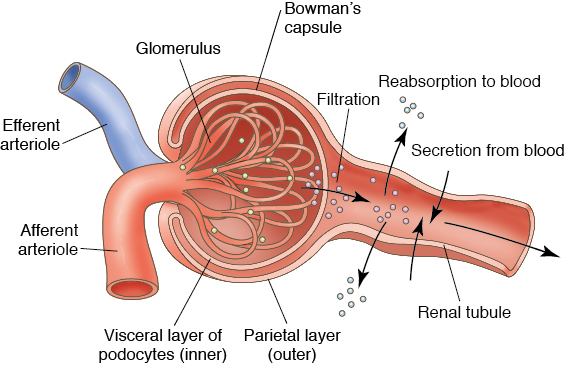 Bowman's
capsule
Glomerulus
Reabsorption to blood
Filtration
Efferent
arteriole
Secretion from blood
Afferent
arteriole
Renal tubule
Visceral layer of
podocytes (inner)
Parietal layer
(outer)